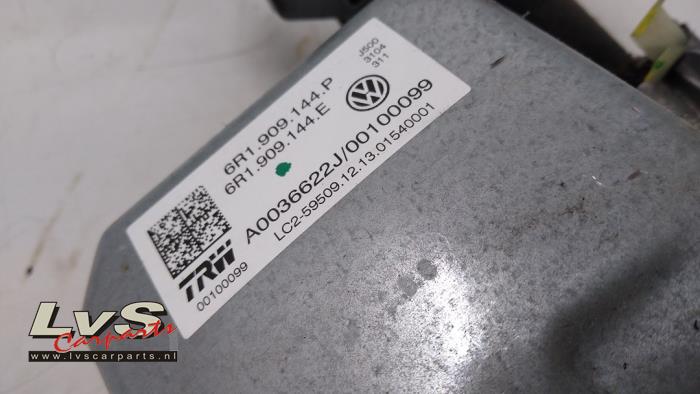 6R1.909.144.P
6R1.909.144.E
J500
3104
311
A0036622J/00100099
LC2-59509.12.13.01540001
TRW
00100099
LvS
Carparts
www.lvscarparts.nl